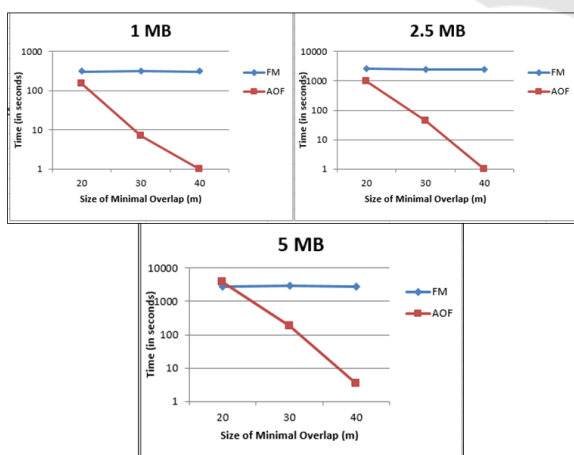 1 MB
1000
100
10
1
Time (in seconds)
20 30 40
Size of Minimal Overlap (m)
FM
AOF
2.5 MB
10000
1000
100
10
1
Time (in seconds)
20 30 40
Size of Minimal Overlap (m)
FM
AOF
5 MB
10000
1000
100
10
1
Time (in seconds)
20 30 40
Size of Minimal Overlap (m)
FM
AOF